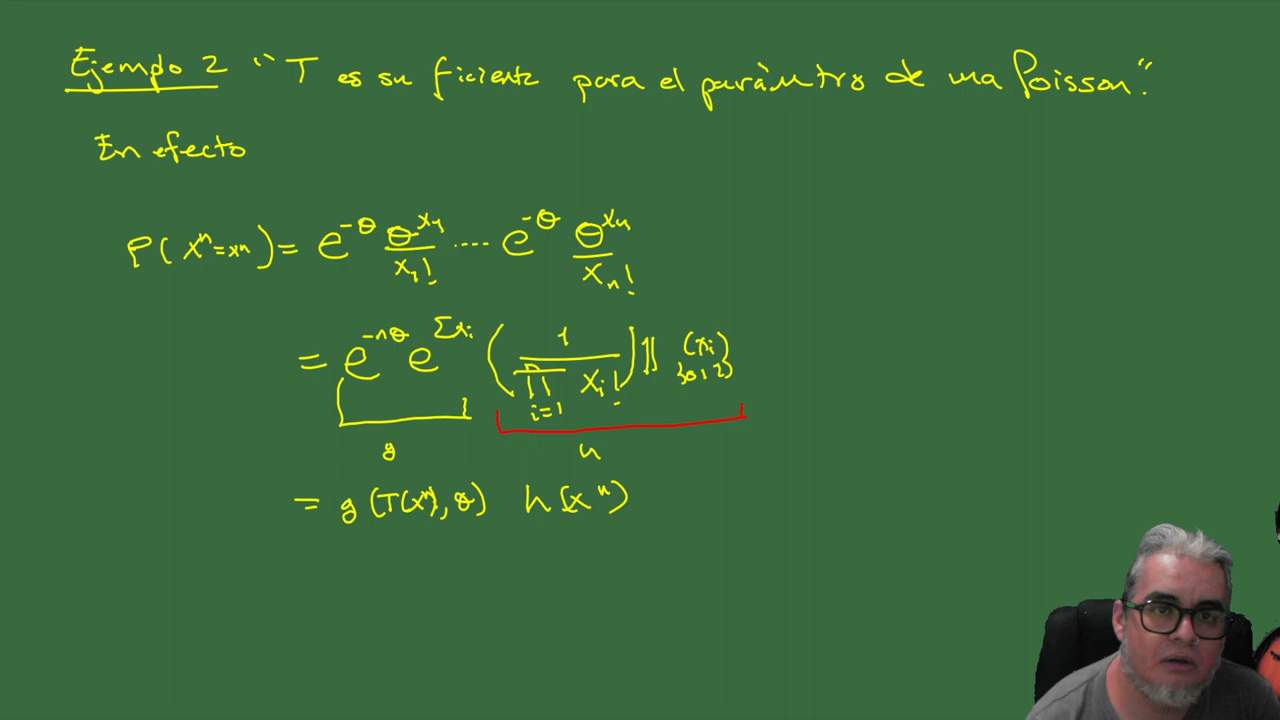 Ejemplo 2 "T es suficiente para el parámetro de una Poisson".
En efecto
P(X^n = x^n) = e^{-θ} θ^{x_1}/x_1! .... e^{-θ} θ^{x_n}/x_n!
= e^{-nθ} e^{Σx_i} (1/∏_{i=1}^{n} x_i!) 𝟙_{0,1}(x_i)
g h
= g(T(x^n), θ) h(x^n)